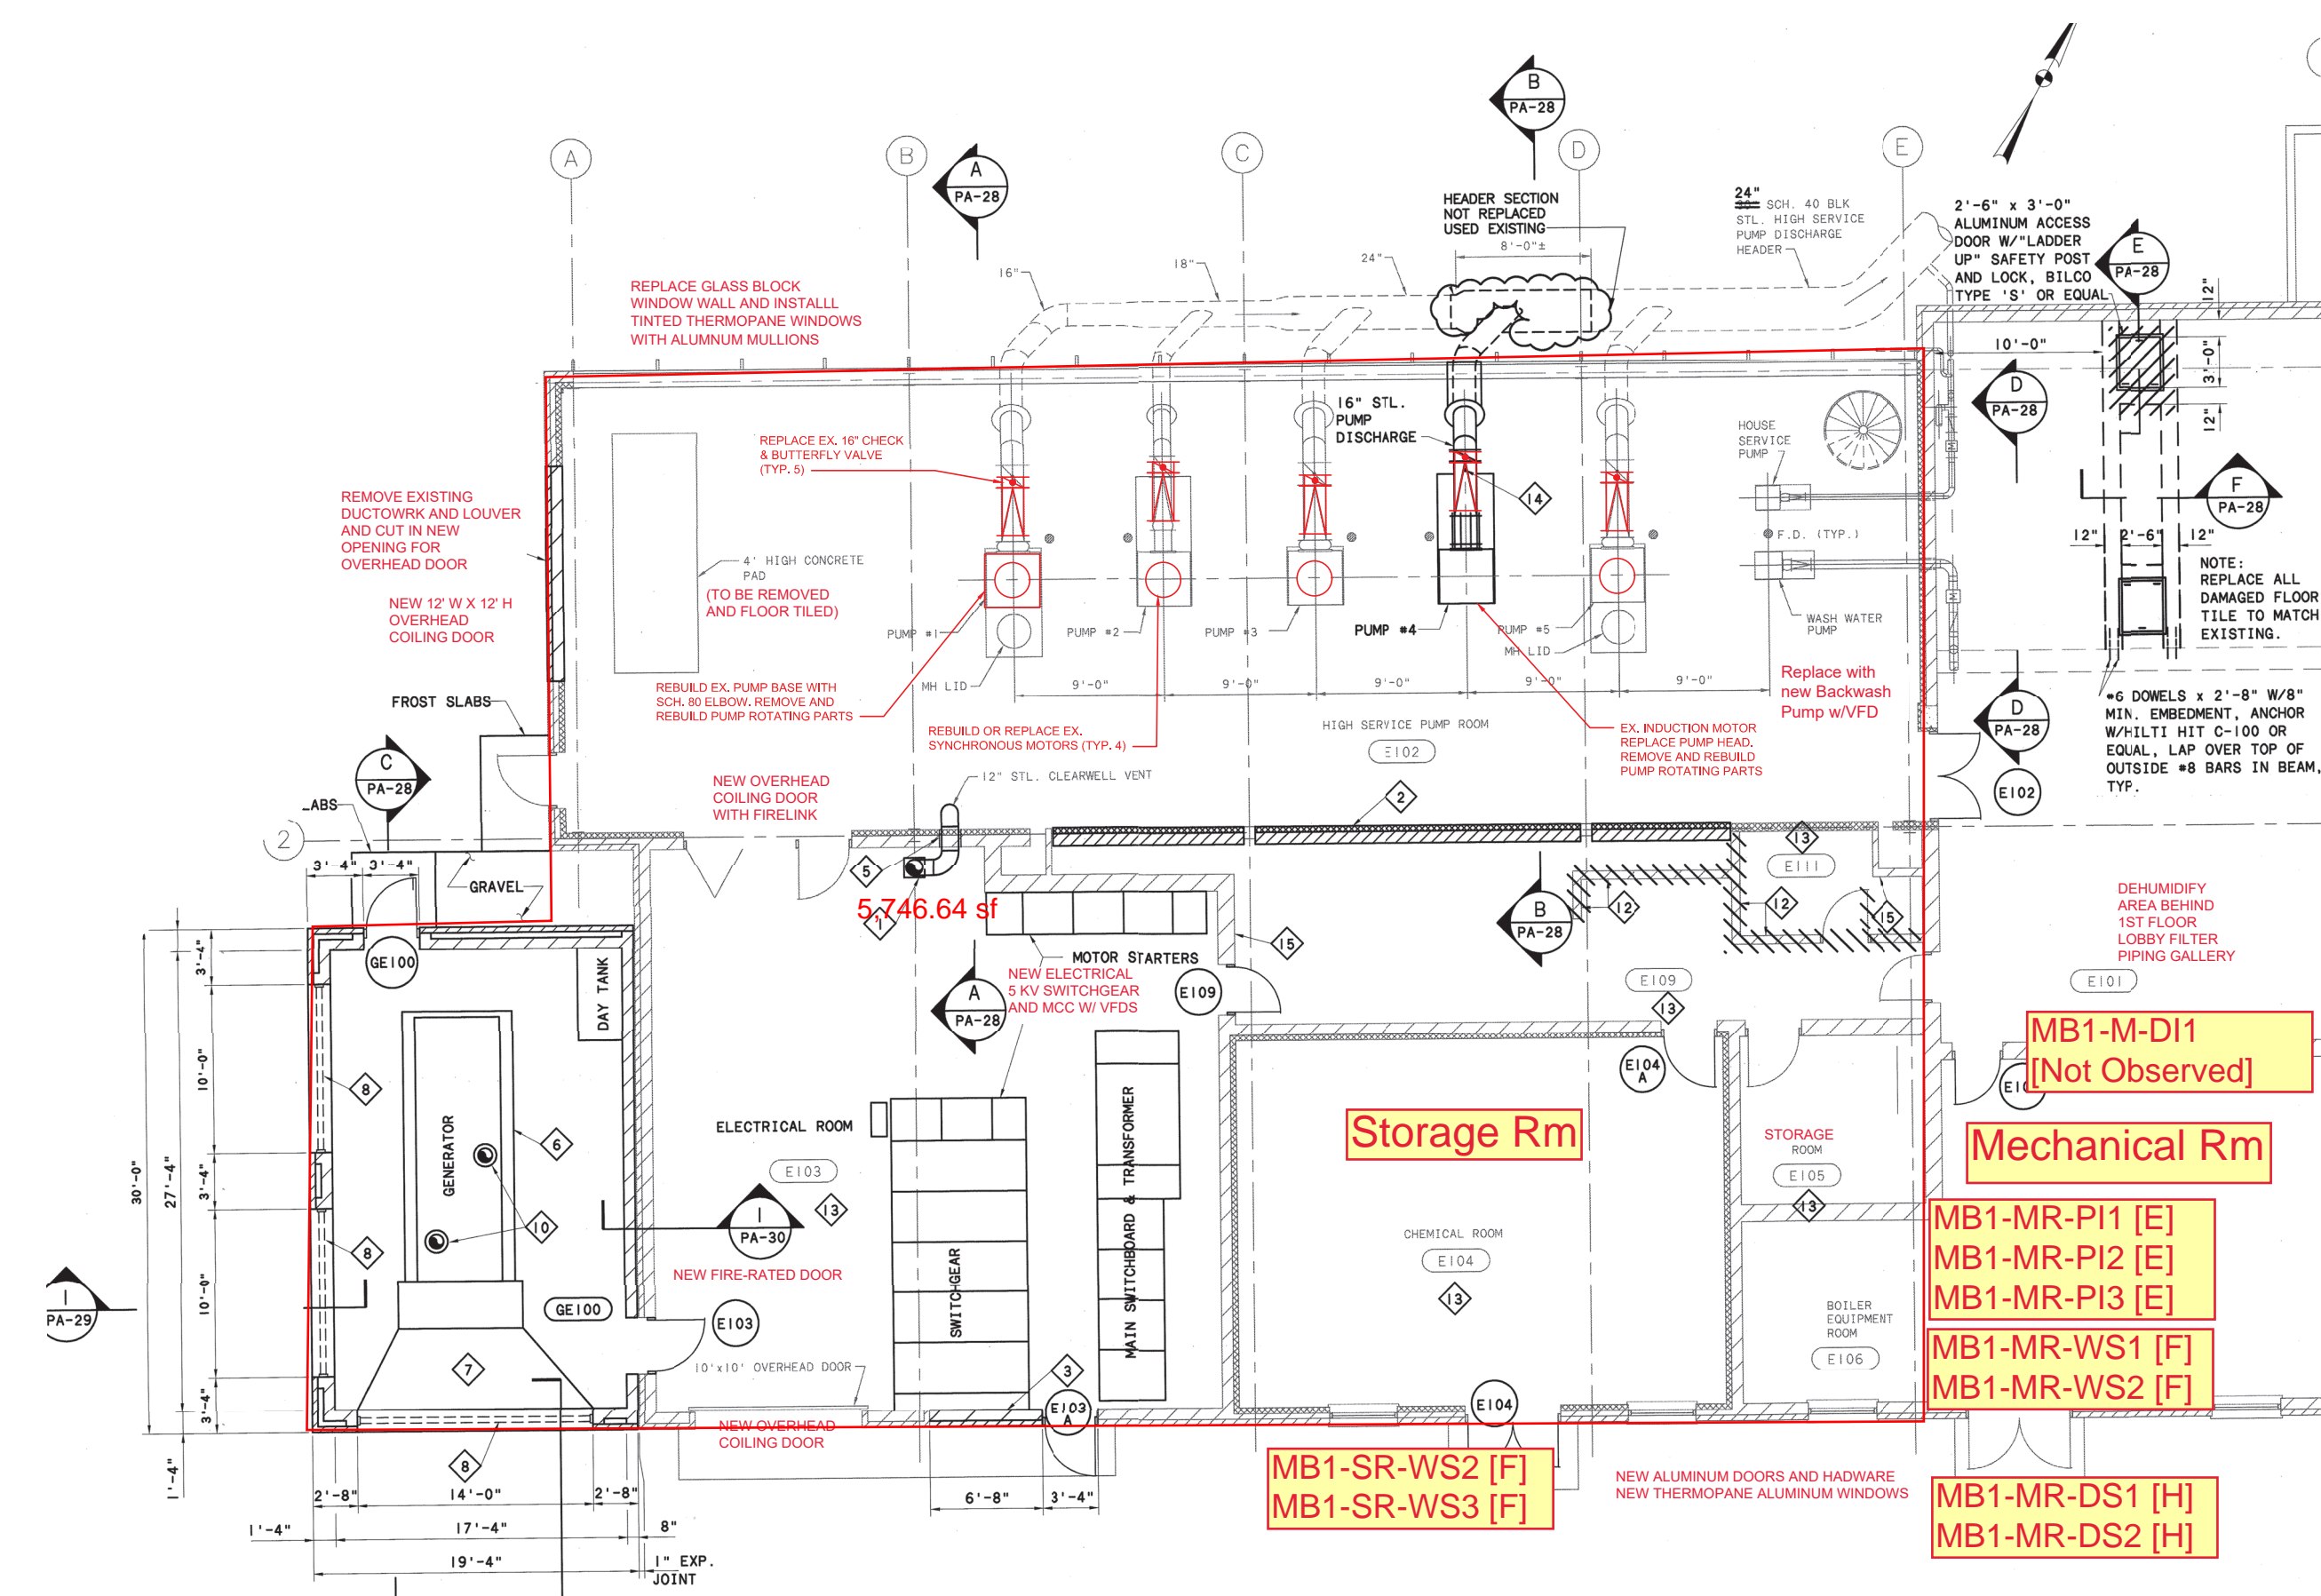 A
B
C
D
E
A
PA-28
B
PA-28
HEADER SECTION
NOT REPLACED
USED EXISTING
8'-0"±
24"
SCH. 40 BLK
STL. HIGH SERVICE
PUMP DISCHARGE
HEADER
2'-6" x 3'-0"
ALUMINUM ACCESS
DOOR W/"LADDER
UP" SAFETY POST
AND LOCK, BILCO
TYPE 'S' OR EQUAL
E
PA-28
12"
16"
18"
24"
REPLACE GLASS BLOCK
WINDOW WALL AND INSTALLL
TINTED THERMOPANE WINDOWS
WITH ALUMNUM MULLIONS
10'-0"
3'-0"
12"
D
PA-28
16" STL.
PUMP
DISCHARGE
REPLACE EX. 16" CHECK
& BUTTERFLY VALVE
(TYP. 5)
HOUSE
SERVICE
PUMP
14
F
PA-28
REMOVE EXISTING
DUCTOWRK AND LOUVER
AND CUT IN NEW
OPENING FOR
OVERHEAD DOOR
NEW 12' W X 12' H
OVERHEAD
COILING DOOR
4' HIGH CONCRETE
PAD
(TO BE REMOVED
AND FLOOR TILED)
F.D. (TYP.)
12"
2'-6"
12"
NOTE:
REPLACE ALL
DAMAGED FLOOR
TILE TO MATCH
EXISTING.
PUMP #1
PUMP #2
PUMP #3
PUMP #4
PUMP #5
MH LID
MH LID
WASH WATER
PUMP
9'-0"
9'-0"
9'-0"
9'-0"
9'-0"
Replace with
new Backwash
Pump w/VFD
#6 DOWELS x 2'-8" W/8"
MIN. EMBEDMENT, ANCHOR
W/HILTI HIT C-100 OR
EQUAL, LAP OVER TOP OF
OUTSIDE #8 BARS IN BEAM,
TYP.
FROST SLABS
REBUILD EX. PUMP BASE WITH
SCH. 80 ELBOW. REMOVE AND
REBUILD PUMP ROTATING PARTS
REBUILD OR REPLACE EX.
SYNCHRONOUS MOTORS (TYP. 4)
HIGH SERVICE PUMP ROOM
E102
EX. INDUCTION MOTOR
REPLACE PUMP HEAD.
REMOVE AND REBUILD
PUMP ROTATING PARTS
D
PA-28
E102
C
PA-28
NEW OVERHEAD
COILING DOOR
WITH FIRELINK
12" STL. CLEARWELL VENT
2
LABS
2
3'-4"
3'-4"
GRAVEL
5
1
5,746.64 sf
13
E111
12
12
15
B
PA-28
DEHUMIDIFY
AREA BEHIND
1ST FLOOR
LOBBY FILTER
PIPING GALLERY
E101
GE100
DAY TANK
MOTOR STARTERS
NEW ELECTRICAL
5 KV SWITCHGEAR
AND MCC W/ VFDS
A
PA-28
E109
15
E109
13
MB1-M-DI1
[Not Observed]
E10
3'-4"
10'-0"
3'-4"
10'-0"
3'-4"
30'-0"
27'-4"
1'-4"
8
8
8
GENERATOR
6
10
7
GE100
ELECTRICAL ROOM
E103
13
I
PA-30
I
PA-29
NEW FIRE-RATED DOOR
E103
SWITCHGEAR
MAIN SWITCHBOARD & TRANSFORMER
E104
A
Storage Rm
STORAGE
ROOM
E105
13
Mechanical Rm
CHEMICAL ROOM
E104
13
MB1-MR-PI1 [E]
MB1-MR-PI2 [E]
MB1-MR-PI3 [E]
BOILER
EQUIPMENT
ROOM
E106
MB1-MR-WS1 [F]
MB1-MR-WS2 [F]
10'x10' OVERHEAD DOOR
3
E103
A
E104
NEW OVERHEAD
COILING DOOR
MB1-SR-WS2 [F]
MB1-SR-WS3 [F]
NEW ALUMINUM DOORS AND HADWARE
NEW THERMOPANE ALUMINUM WINDOWS
MB1-MR-DS1 [H]
MB1-MR-DS2 [H]
2'-8"
14'-0"
2'-8"
6'-8"
3'-4"
1'-4"
17'-4"
8"
19'-4"
1" EXP.
JOINT